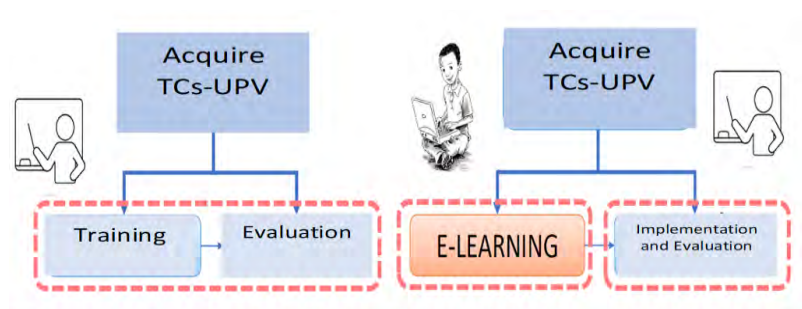 Acquire
TCs-UPV
Training
Evaluation
Acquire
TCs-UPV
E-LEARNING
Implementation
and Evaluation